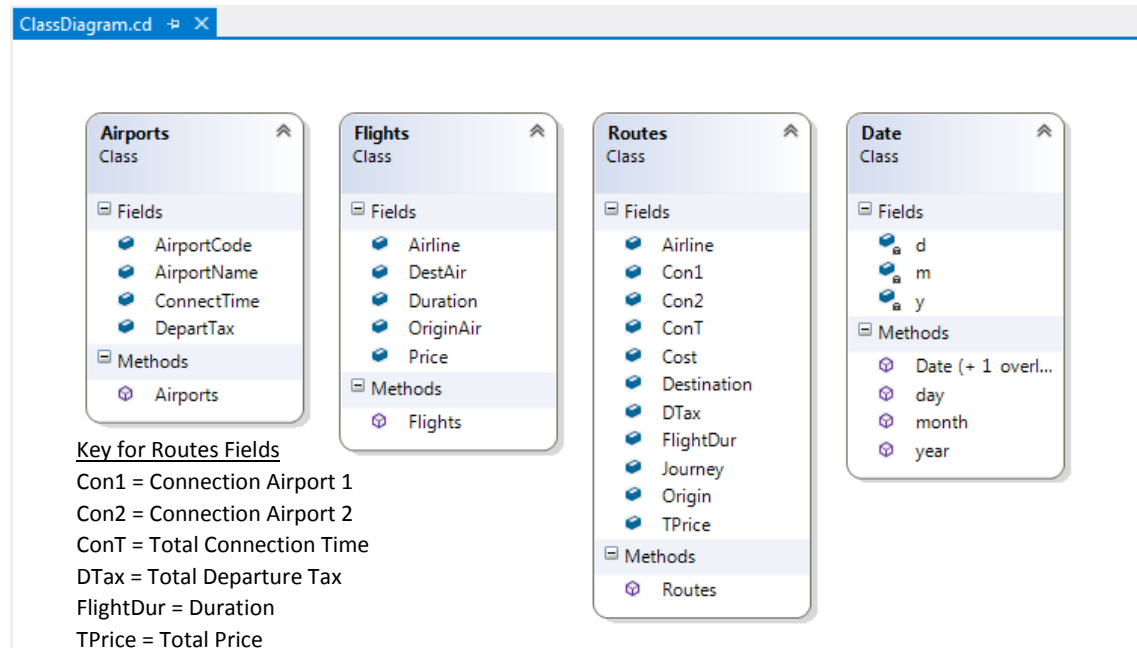 ClassDiagram.cd
Airports
Class
Fields
AirportCode
AirportName
ConnectTime
DepartTax
Methods
Airports
Flights
Class
Fields
Airline
DestAir
Duration
OriginAir
Price
Methods
Flights
Routes
Class
Fields
Airline
Con1
Con2
ConT
Cost
Destination
DTax
FlightDur
Journey
Origin
TPrice
Methods
Routes
Date
Class
Fields
d
m
y
Methods
Date (+ 1 overl...
day
month
year
Key for Routes Fields
Con1 = Connection Airport 1
Con2 = Connection Airport 2
ConT = Total Connection Time
DTax = Total Departure Tax
FlightDur = Duration
TPrice = Total Price